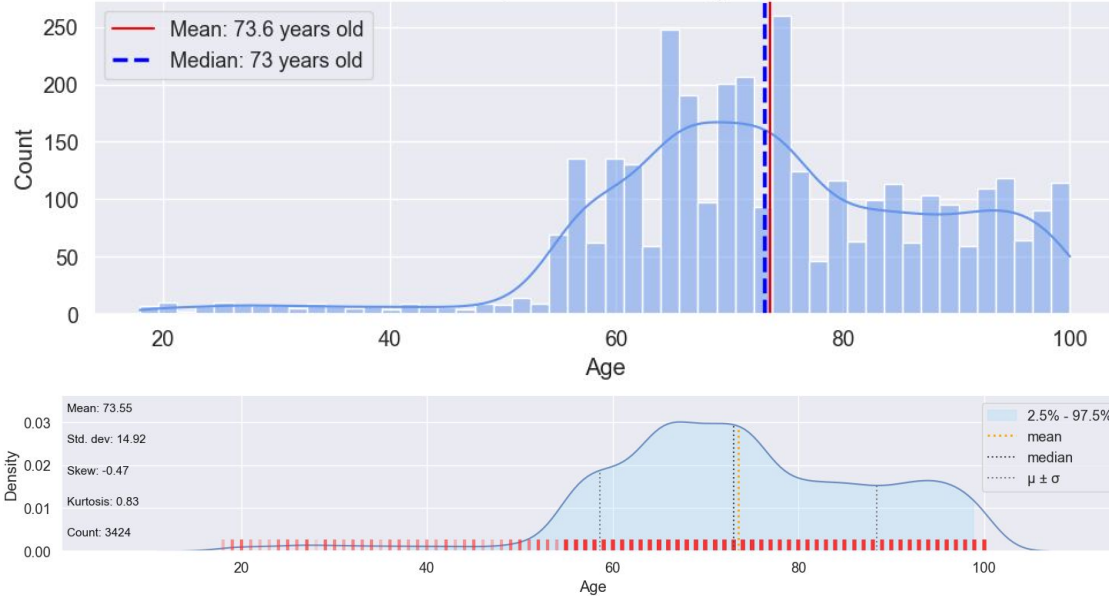 Mean: 73.6 years old
Median: 73 years old
250
200
150
100
50
0
Count
20 40 60 80 100
Age
Mean: 73.55
Std. dev: 14.92
Skew: -0.47
Kurtosis: 0.83
Count: 3424
2.5% - 97.5%
mean
median
μ ± σ
0.03
0.02
0.01
0.00
Density
20 40 60 80 100
Age